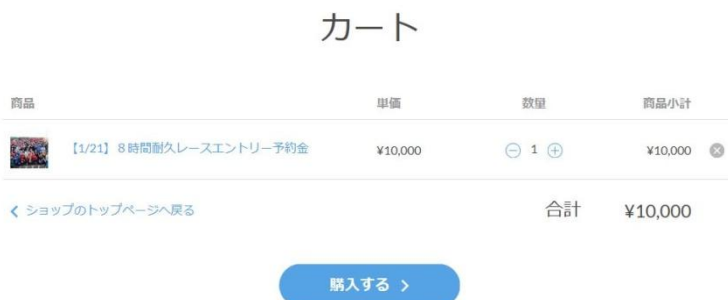 カート
商品 単価 数量 商品小計
【1/21】８時間耐久レースエントリー予約金 ¥10,000 1 ¥10,000
ショップのトップページへ戻る 合計 ¥10,000
購入する